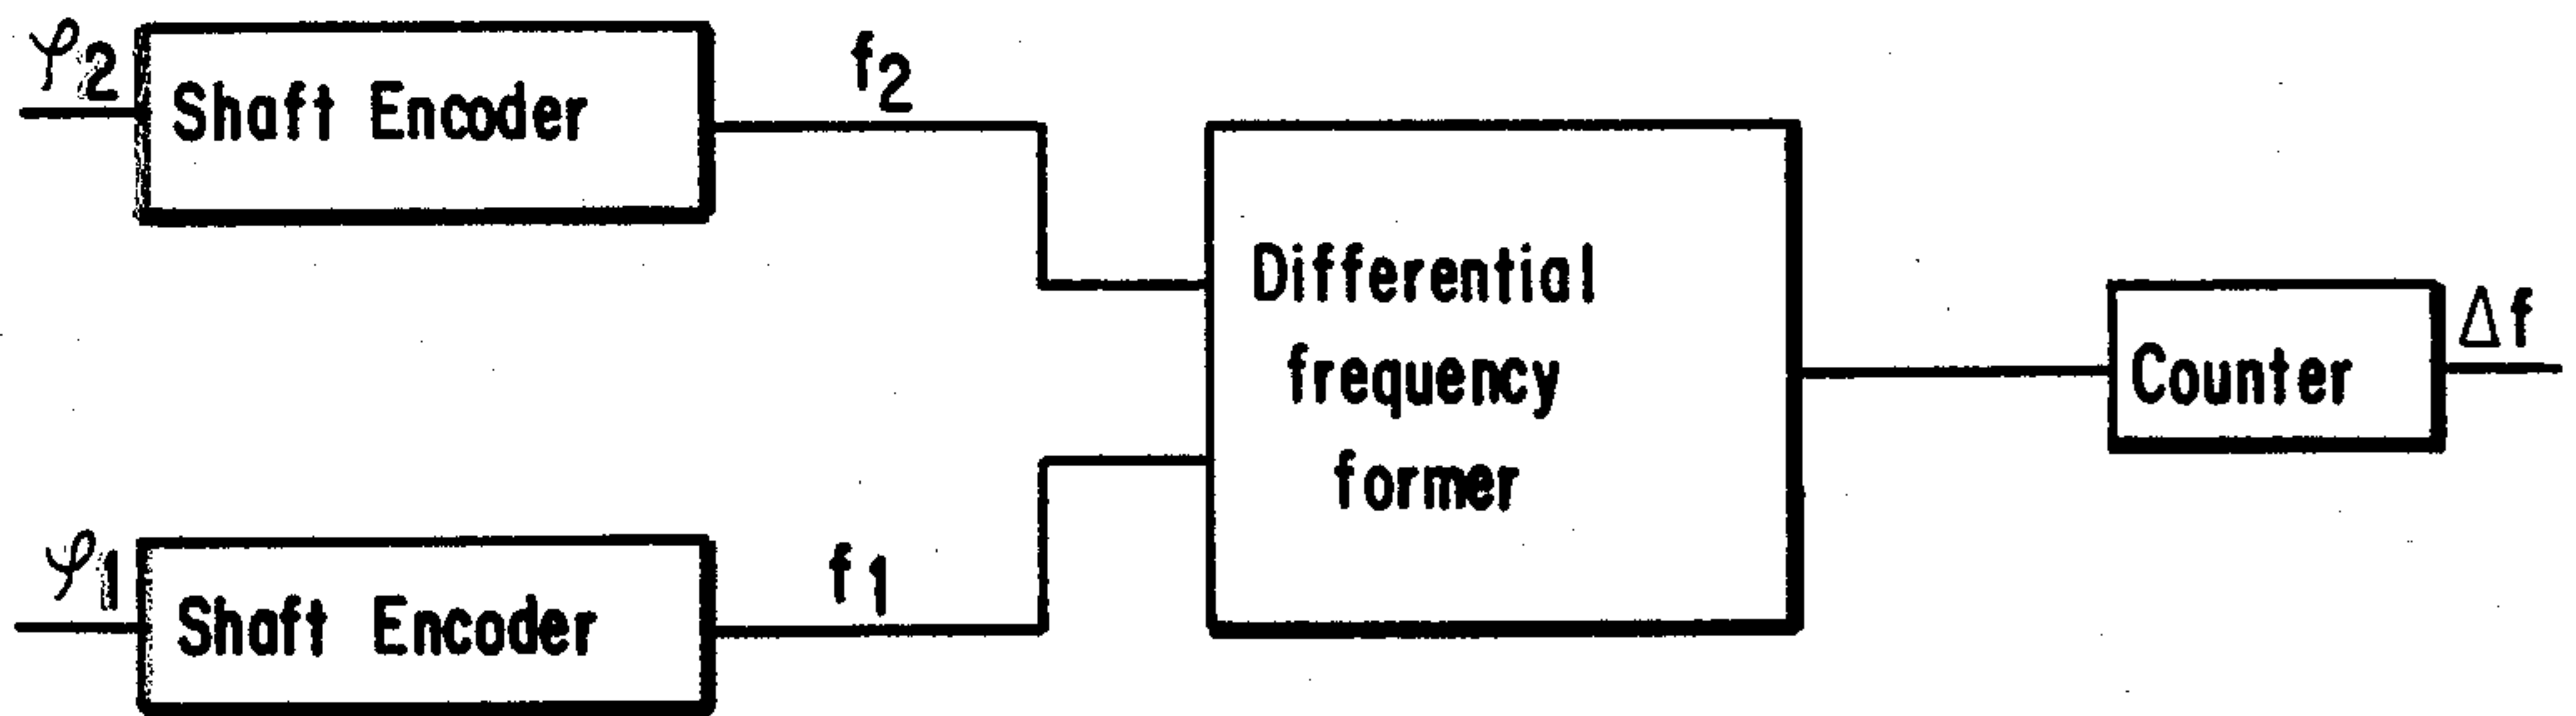 φ2
Shaft Encoder
f2
Differential
frequency
former
Counter
Δf
φ1
Shaft Encoder
f1